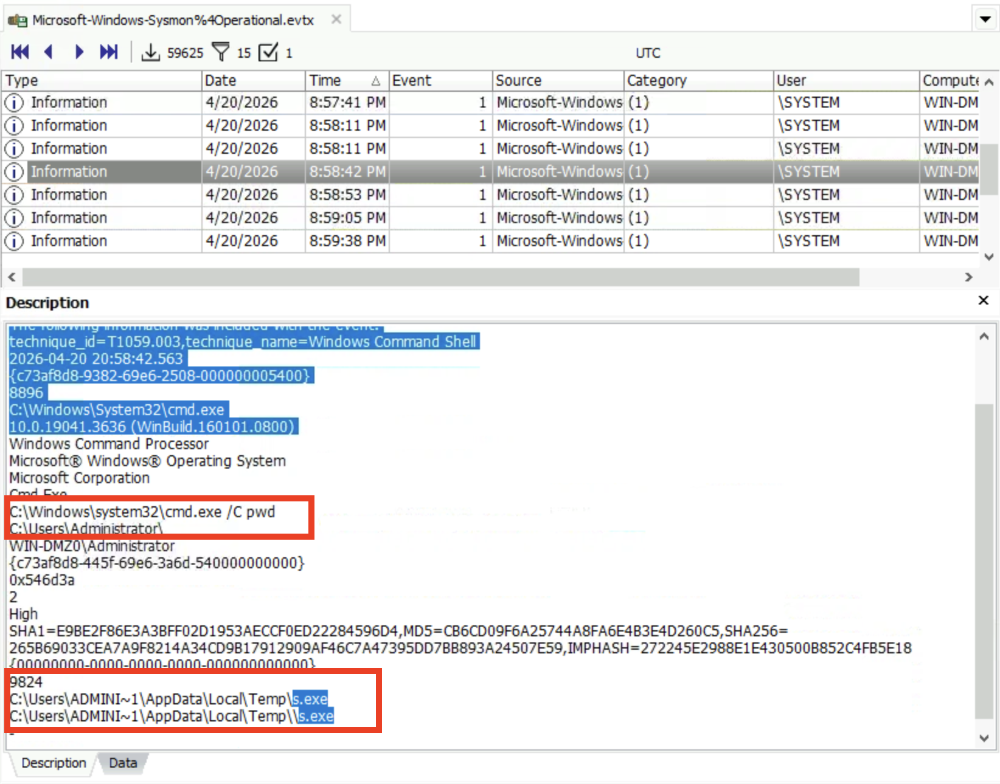 Microsoft-Windows-Sysmon%4Operational.evtx
59625 15 1 UTC
Type Date Time Event Source Category User Compute
Information 4/20/2026 8:57:41 PM 1 Microsoft-Windows (1) \SYSTEM WIN-DM
Information 4/20/2026 8:58:11 PM 1 Microsoft-Windows (1) \SYSTEM WIN-DM
Information 4/20/2026 8:58:11 PM 1 Microsoft-Windows (1) \SYSTEM WIN-DM
Information 4/20/2026 8:58:42 PM 1 Microsoft-Windows (1) \SYSTEM WIN-DM
Information 4/20/2026 8:58:53 PM 1 Microsoft-Windows (1) \SYSTEM WIN-DM
Information 4/20/2026 8:59:05 PM 1 Microsoft-Windows (1) \SYSTEM WIN-DM
Information 4/20/2026 8:59:38 PM 1 Microsoft-Windows (1) \SYSTEM WIN-DM
Description
The following information was included with the event:
technique_id=T1059.003,technique_name=Windows Command Shell
2026-04-20 20:58:42.563
{c73af8d8-9382-69e6-2508-000000005400}
8896
C:\Windows\System32\cmd.exe
10.0.19041.3636 (WinBuild.160101.0800)
Windows Command Processor
Microsoft® Windows® Operating System
Microsoft Corporation
Cmd.Exe
C:\Windows\system32\cmd.exe /C pwd
C:\Users\Administrator\
WIN-DMZ0\Administrator
{c73af8d8-445f-69e6-3a6d-540000000000}
0x546d3a
2
High
SHA1=E9BE2F86E3A3BFF02D1953AECCF0ED22284596D4,MD5=CB6CD09F6A25744A8FA6E4B3E4D260C5,SHA256=
265B69033CEA7A9F8214A34CD9B17912909AF46C7A47395DD7BB893A24507E59,IMPHASH=272245E2988E1E430500B852C4FB5E18
{00000000-0000-0000-0000-000000000000}
9824
C:\Users\ADMINI~1\AppData\Local\Temp\s.exe
C:\Users\ADMINI~1\AppData\Local\Temp\\s.exe
-
Description Data